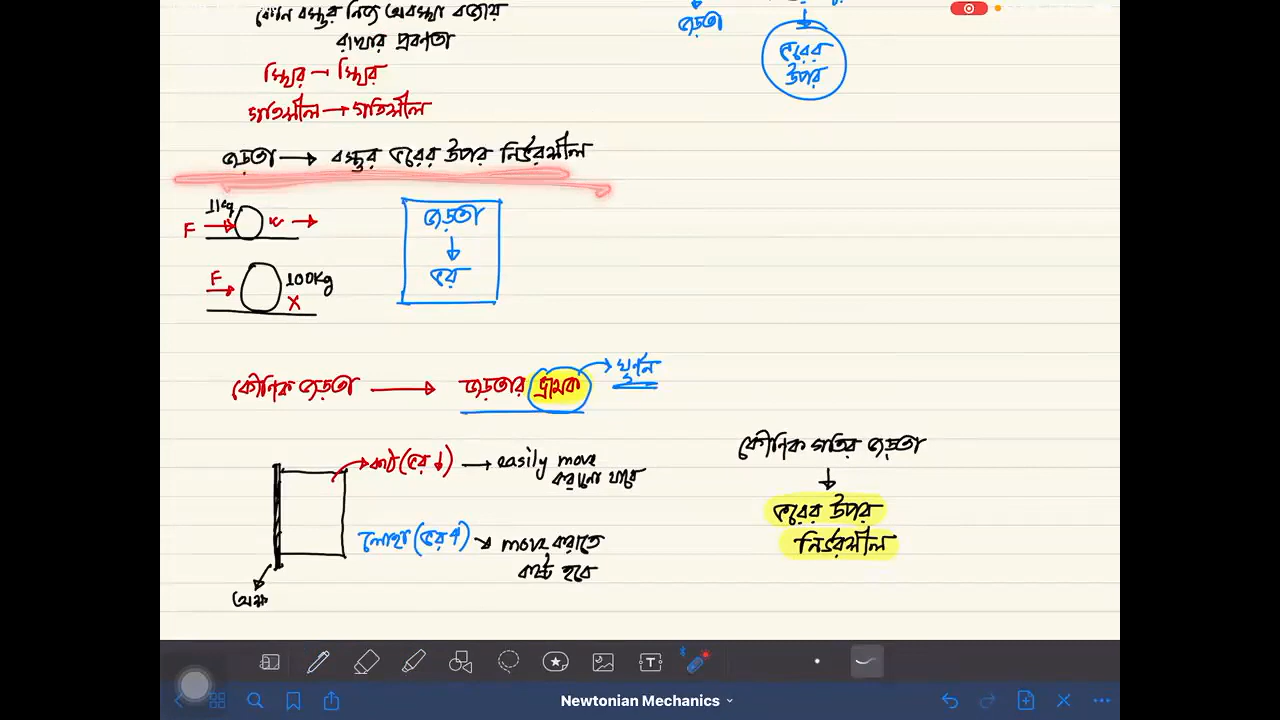 কোন বস্তুর নিজ অবস্থা বজায়
রাখার প্রবণতা
স্থির → স্থির
গতিশীল → গতিশীল
জড়তা
ভরের
উপর
জড়তা → বস্তুর ভরের উপর নির্ভরশীল
1kg
F
F
100kg
X
জড়তা
↓
ভর
কৌণিক জড়তা → জড়তার ভ্রামক → ঘূর্ণন
কাঠ (ভর ↓) → easily move
করানো যাবে
লোহা (ভর ↑) → move করাতে
কষ্ট হবে
অক্ষ
কৌণিক গতির জড়তা
↓
ভরের উপর
নির্ভরশীল
T
Newtonian Mechanics